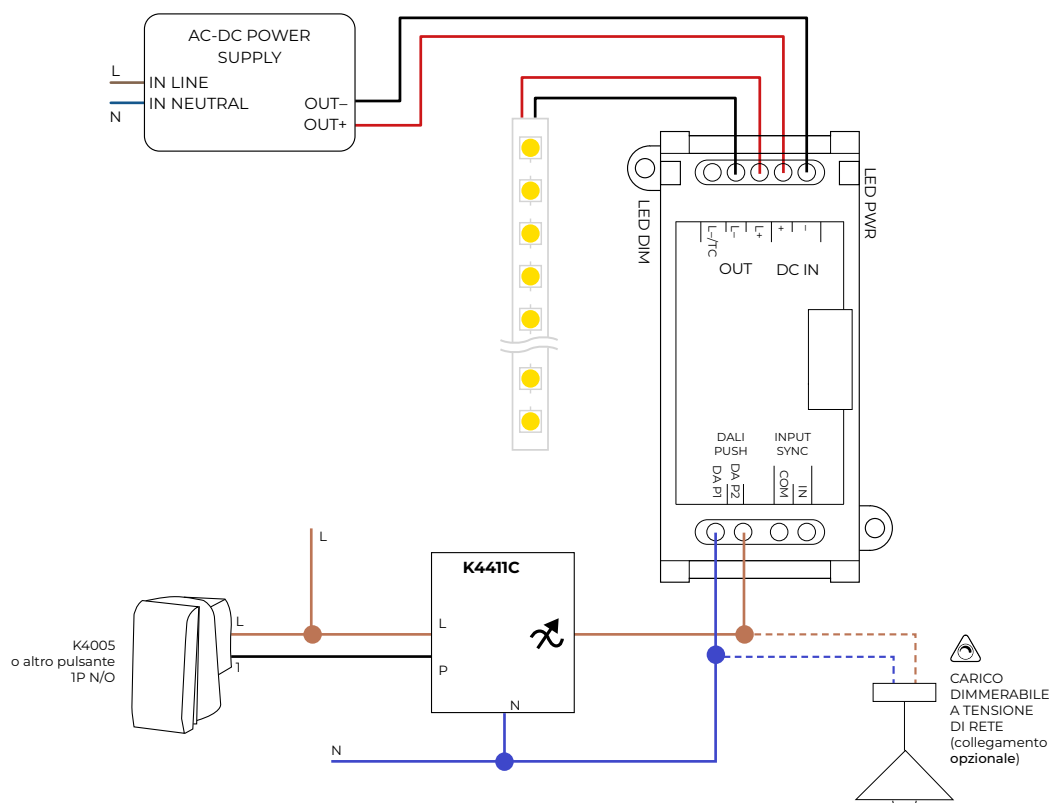 AC-DC POWER
SUPPLY
L
IN LINE
IN NEUTRAL
N
OUT–
OUT+
LED DIM
LED PWR
L–/TC
L–
L+
+
–
OUT
DC IN
DALI
PUSH
INPUT
SYNC
DA P1
DA P2
COM
IN
L
K4411C
L
P
N
L
1
K4005
o altro pulsante
1P N/O
N
CARICO
DIMMERABILE
A TENSIONE
DI RETE
(collegamento
opzionale)